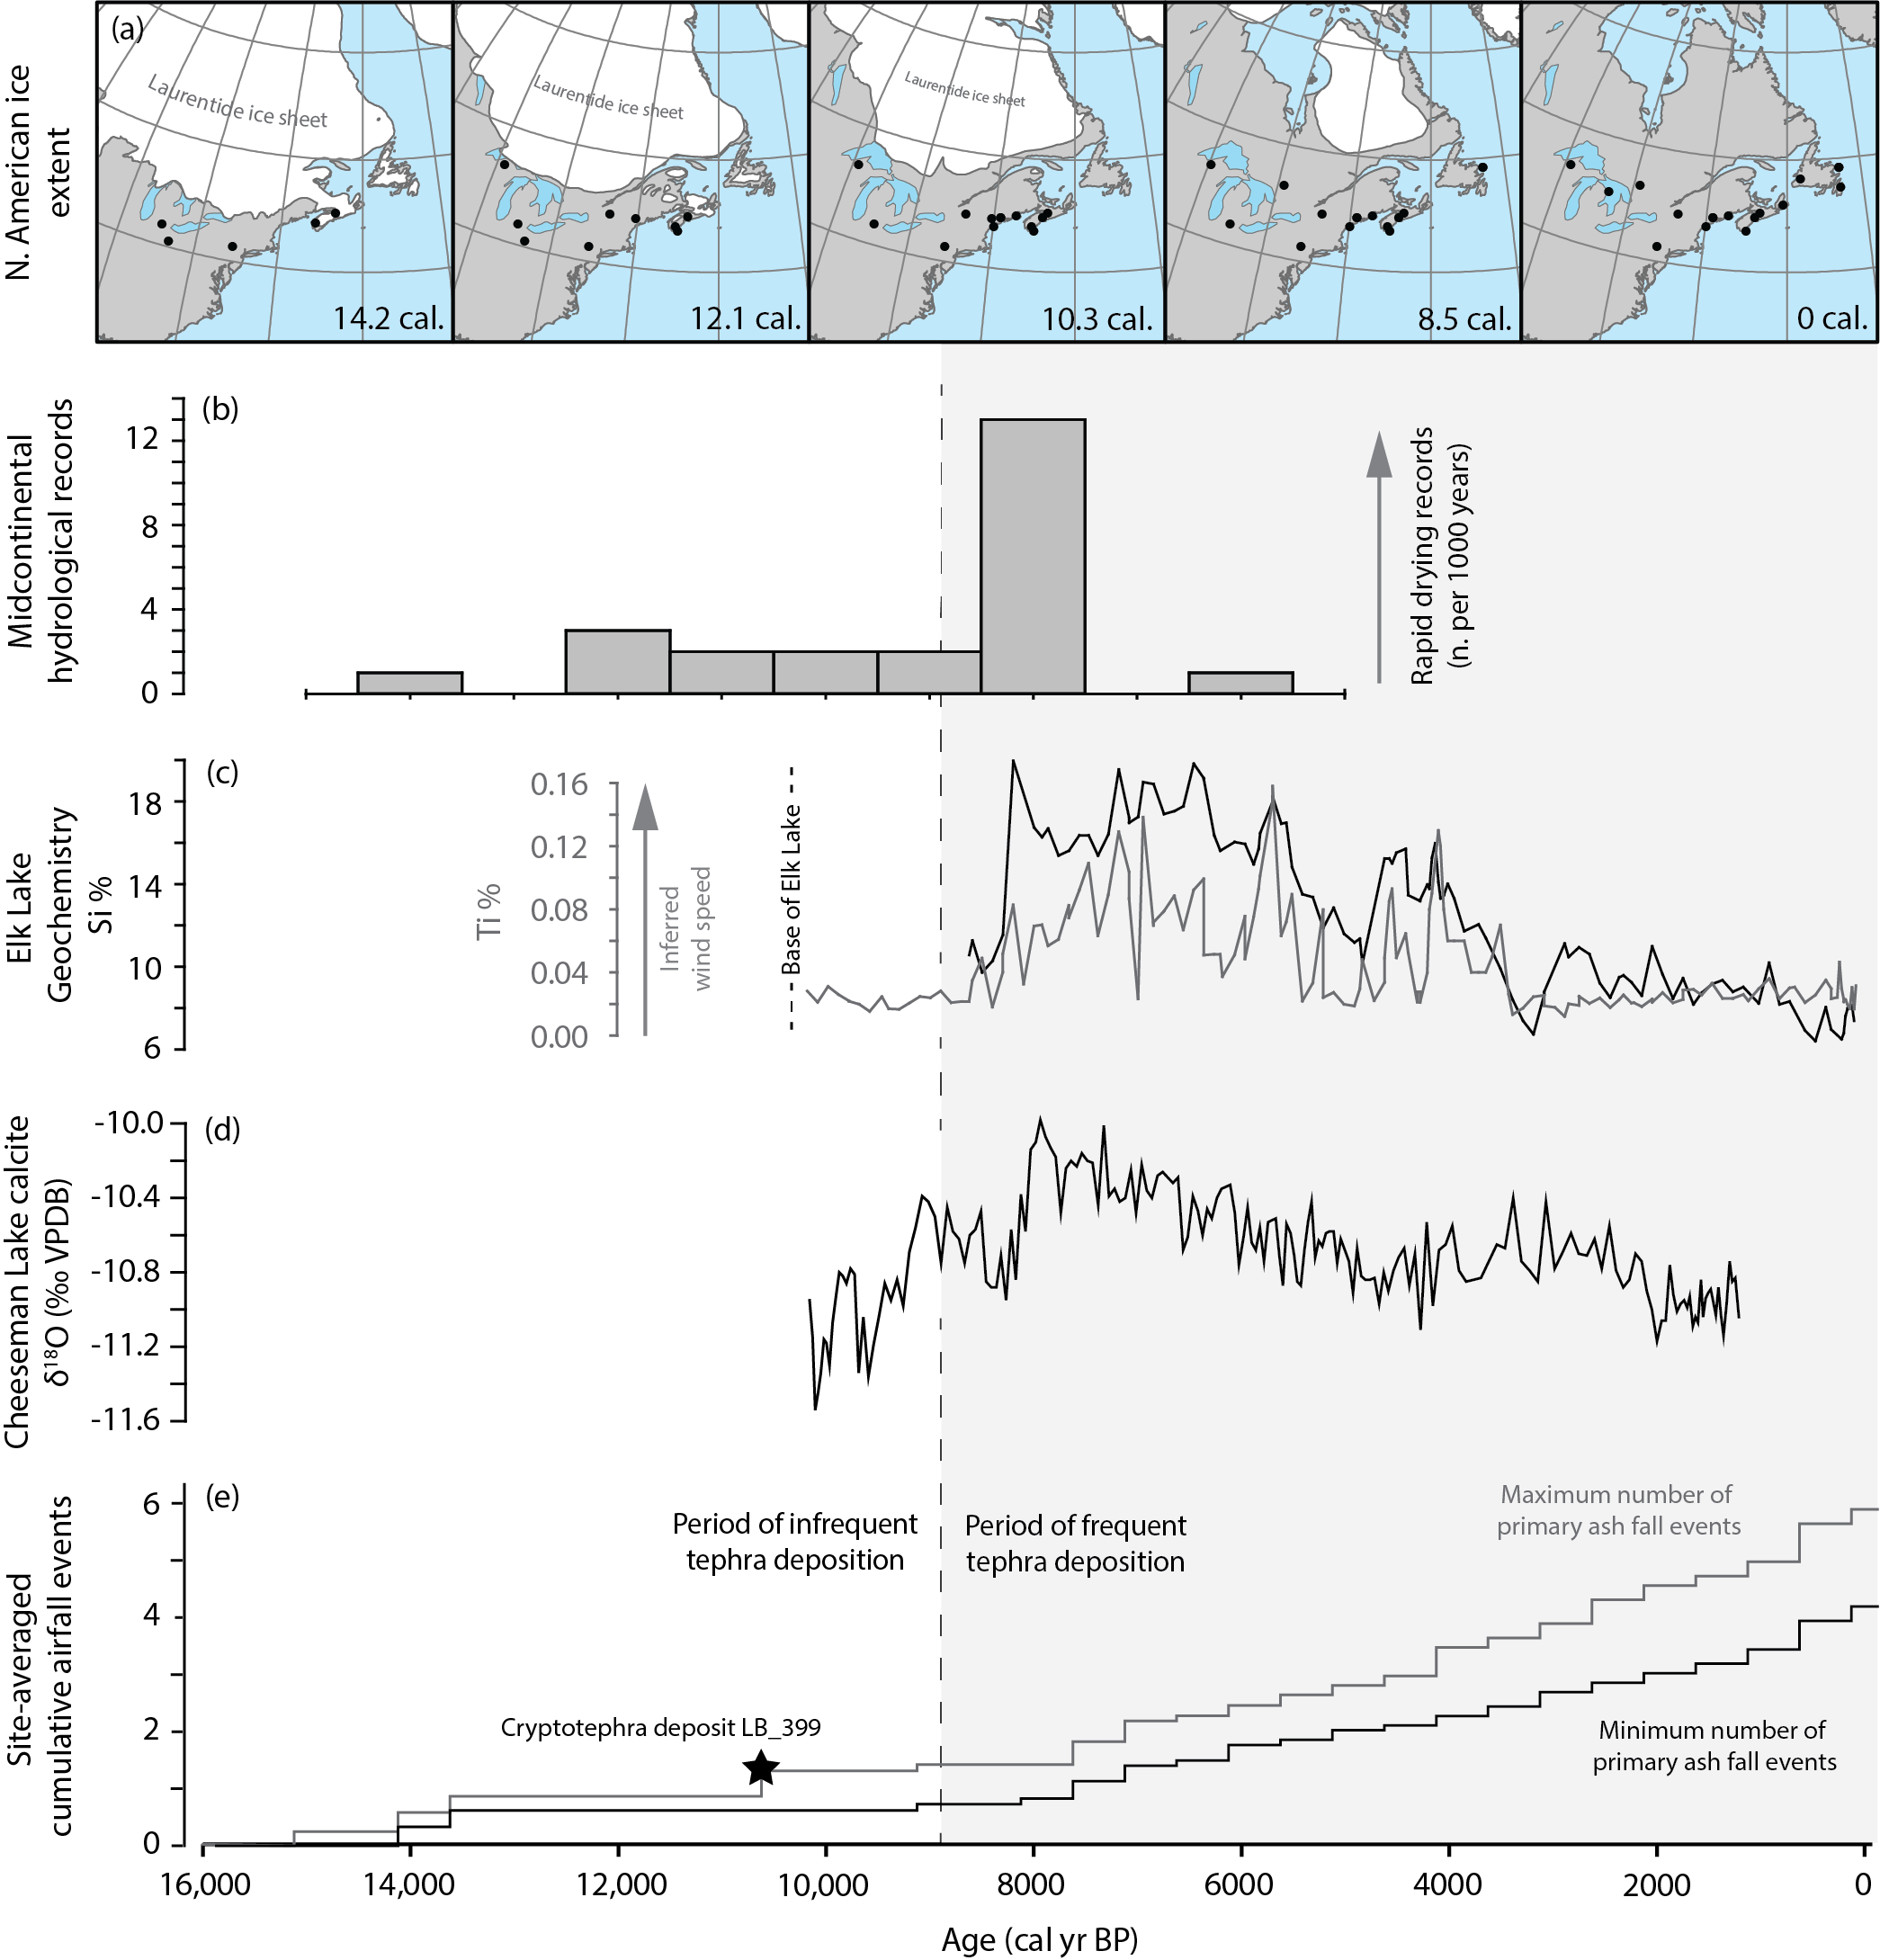 (a)
N. American ice
extent
Laurentide ice sheet
14.2 cal.
Laurentide ice sheet
12.1 cal.
Laurentide ice sheet
10.3 cal.
8.5 cal.
0 cal.
(b)
Midcontinental
hydrological records
12
8
4
0
Rapid drying records
(n. per 1000 years)
(c)
Elk Lake
Geochemistry
Si %
18
14
10
6
Ti %
0.16
0.12
0.08
0.04
0.00
Inferred
wind speed
Base of Elk Lake
(d)
Cheeseman Lake calcite
δ¹⁸O (‰ VPDB)
-10.0
-10.4
-10.8
-11.2
-11.6
(e)
Site-averaged
cumulative airfall events
6
4
2
0
Period of infrequent
tephra deposition
Period of frequent
tephra deposition
Maximum number of
primary ash fall events
Cryptotephra deposit LB_399
Minimum number of
primary ash fall events
16,000
14,000
12,000
10,000
8000
6000
4000
2000
0
Age (cal yr BP)